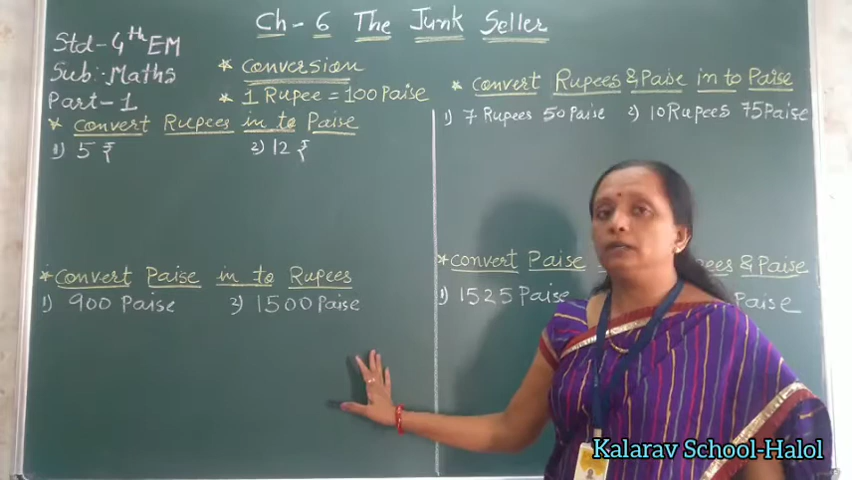 Ch - 6 The Junk Seller
Std - 4th EM
Sub :- Maths
Part - 1
* Conversion
* 1 Rupee = 100 Paise
* Convert Rupees in to Paise
1) 5 ₹ 2) 12 ₹
* Convert Paise in to Rupees
1) 900 Paise 2) 1500 Paise
* Convert Rupees & Paise in to Paise
1) 7 Rupees 50 Paise 2) 10 Rupees 75 Paise
* Convert Paise & Paise
1) 1525 Paise Paise
Kalarav School-Halol